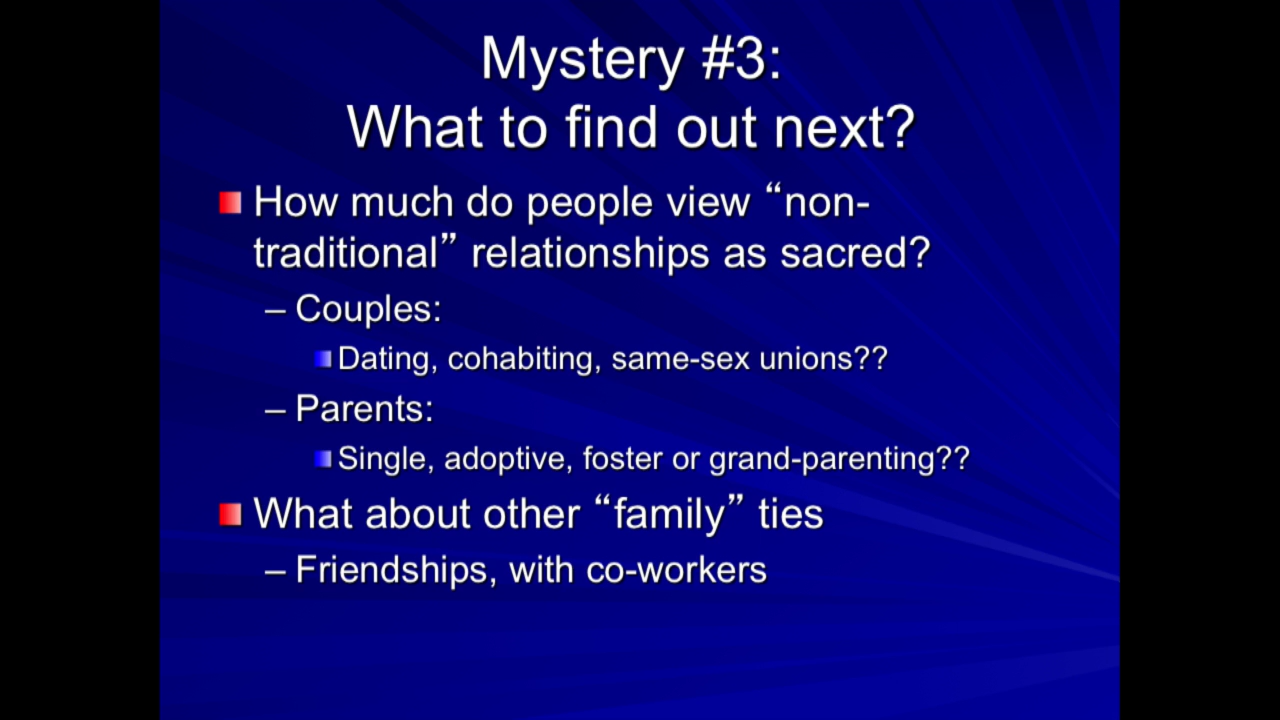 Mystery #3:
What to find out next?
How much do people view “non-
traditional” relationships as sacred?
– Couples:
Dating, cohabiting, same-sex unions??
– Parents:
Single, adoptive, foster or grand-parenting??
What about other “family” ties
– Friendships, with co-workers